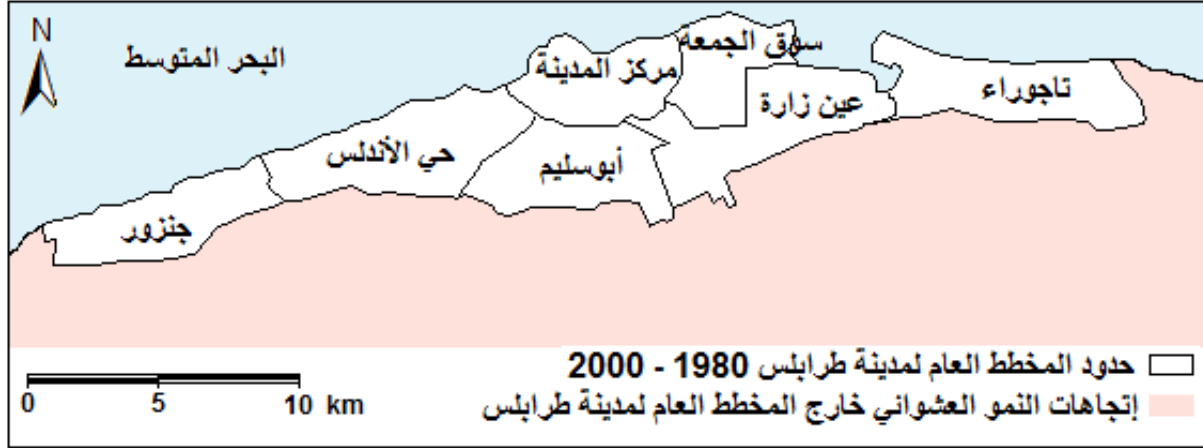 N
البحر المتوسط
سوق الجمعة
مركز المدينة
تاجوراء
عين زارة
حي الأندلس
أبوسليم
جنزور
حدود المخطط العام لمدينة طرابلس 1980 - 2000
إتجاهات النمو العشوائي خارج المخطط العام لمدينة طرابلس
0 5 10 km